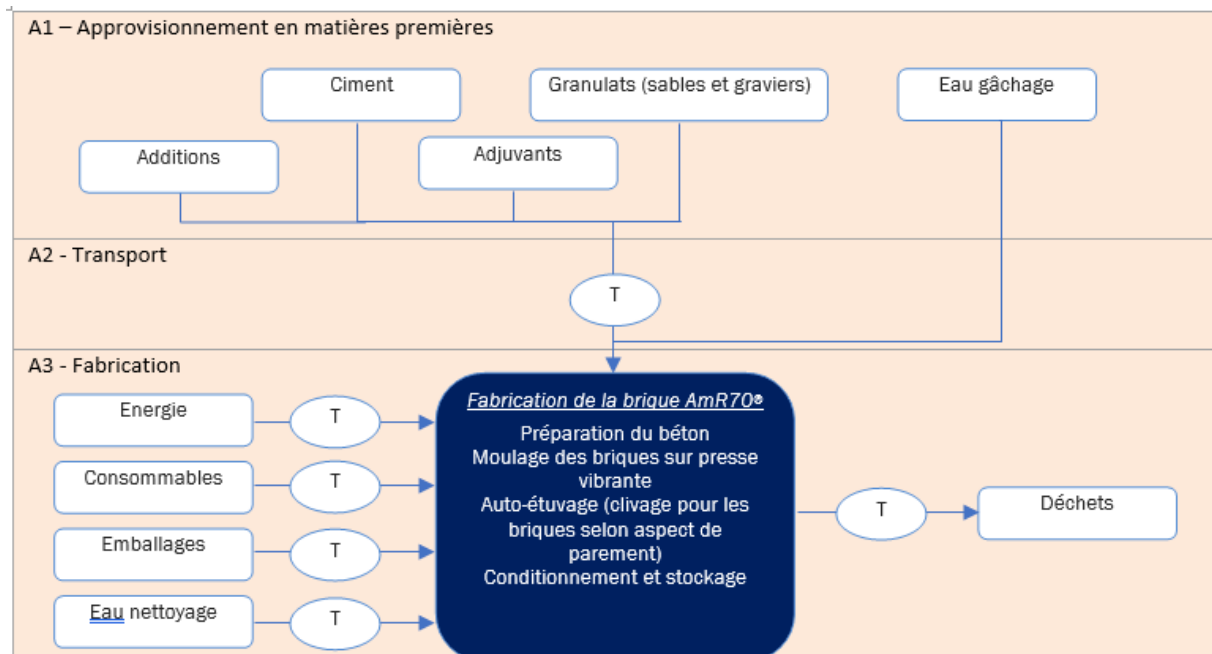 A1 – Approvisionnement en matières premières
Ciment
Granulats (sables et graviers)
Eau gâchage
Additions
Adjuvants
A2 - Transport
T
A3 - Fabrication
Energie
T
Consommables
T
Emballages
T
Eau nettoyage
T
Fabrication de la brique AmR70®
Préparation du béton
Moulage des briques sur presse
vibrante
Auto-étuvage (clivage pour les
briques selon aspect de
parement)
Conditionnement et stockage
T
Déchets